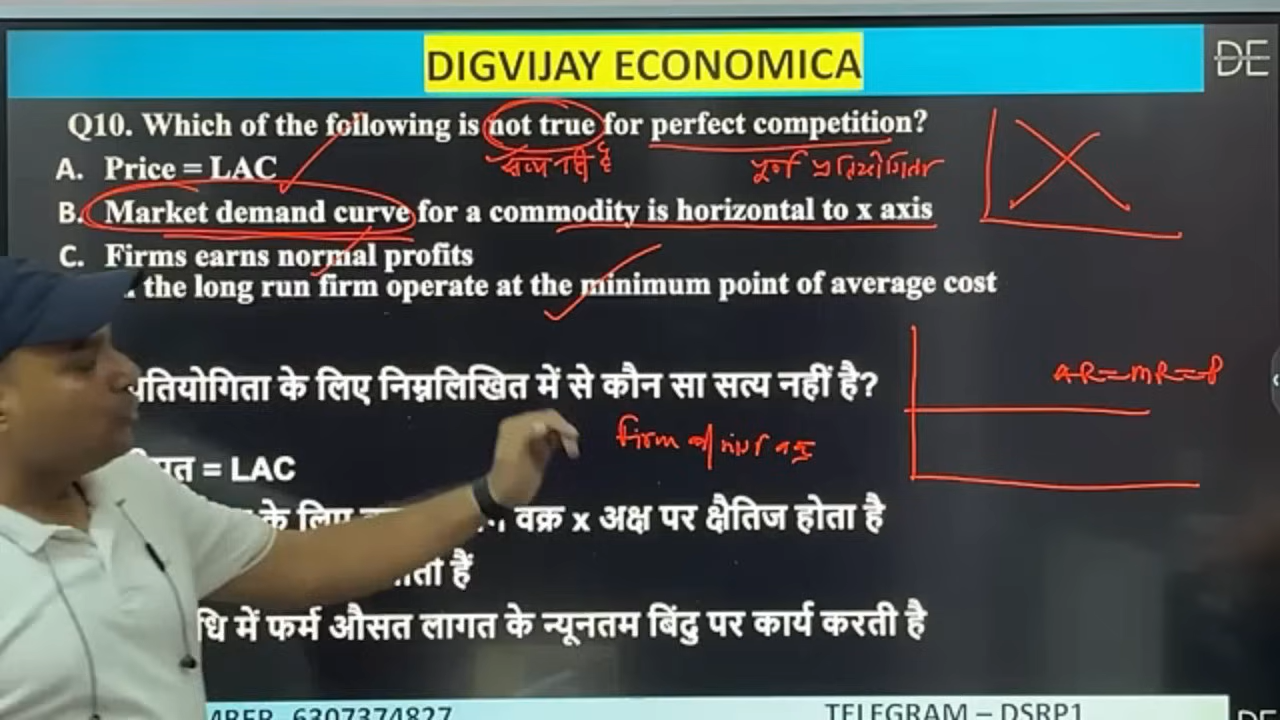 DIGVIJAY ECONOMICA
DE
Q10. Which of the following is not true for perfect competition?
सत्य नहीं है
पूर्ण प्रतियोगिता
A. Price = LAC
B. Market demand curve for a commodity is horizontal to x axis
C. Firms earns normal profits
the long run firm operate at the minimum point of average cost
AR=MR=P
तियोगिता के लिए निम्नलिखित में से कौन सा सत्य नहीं है?
Firm
= LAC
के लिए वक्र x अक्ष पर क्षैतिज होता है
हैं
में फर्म औसत लागत के न्यूनतम बिंदु पर कार्य करती है
6307374827
TELEGRAM – DSRP1